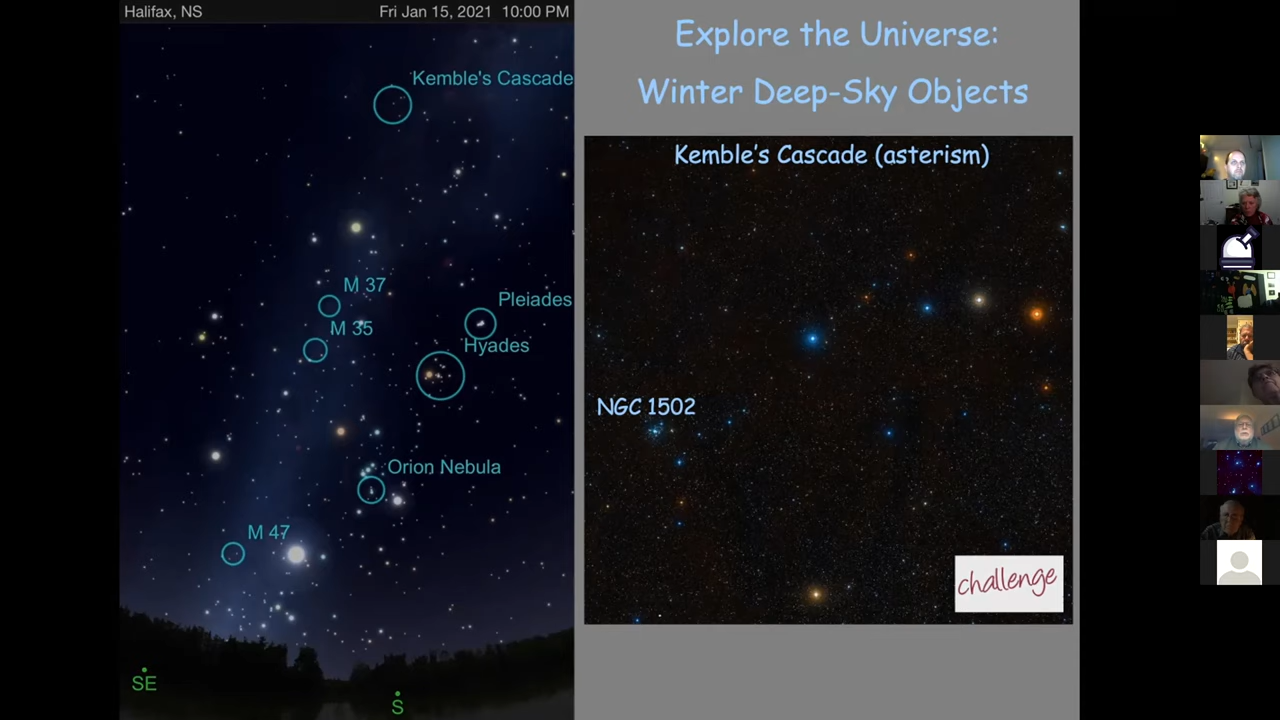 Halifax, NS
Fri Jan 15, 2021 10:00 PM
Kemble's Cascade
M 37
Pleiades
M 35
Hyades
Orion Nebula
M 47
SE
S
Explore the Universe:
Winter Deep-Sky Objects
Kemble's Cascade (asterism)
NGC 1502
challenge